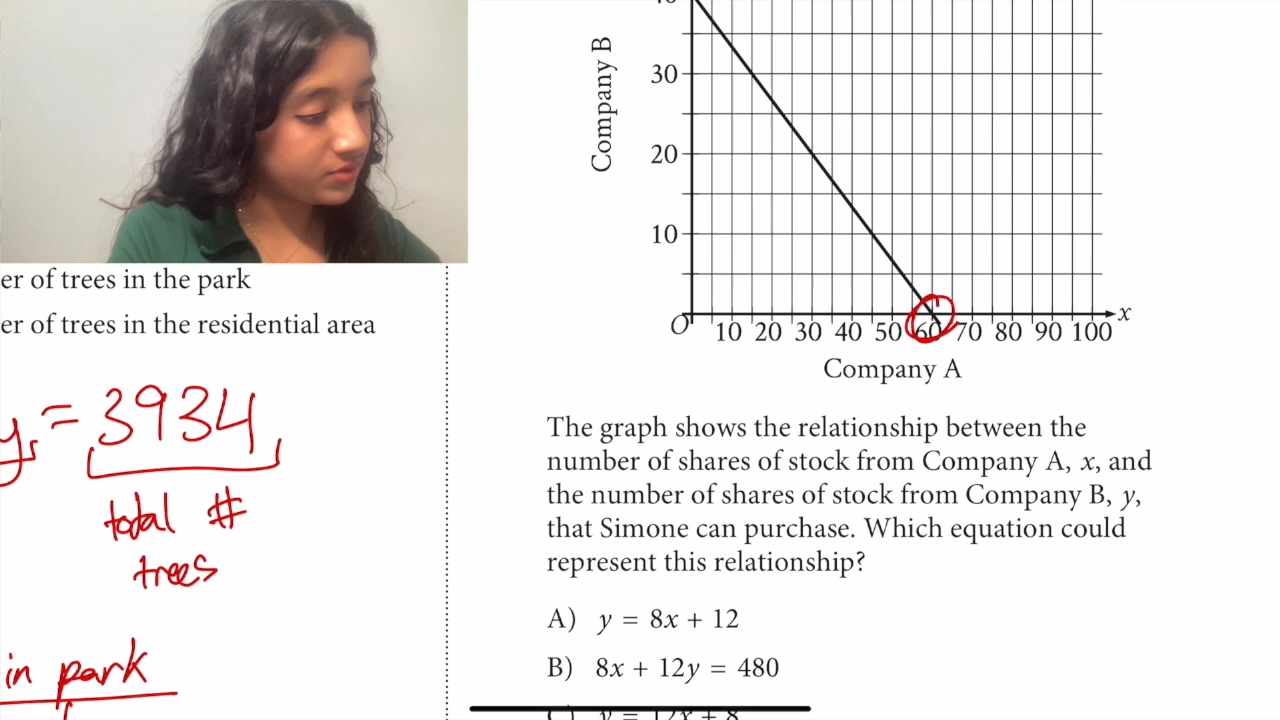 er of trees in the park
er of trees in the residential area
y, = 3934
total #
trees
in park
40
Company B
30
20
10
O
10 20 30 40 50 60 70 80 90 100
x
Company A
The graph shows the relationship between the
number of shares of stock from Company A, x, and
the number of shares of stock from Company B, y,
that Simone can purchase. Which equation could
represent this relationship?
A) y = 8x + 12
B) 8x + 12y = 480
C) y = 12x + 8